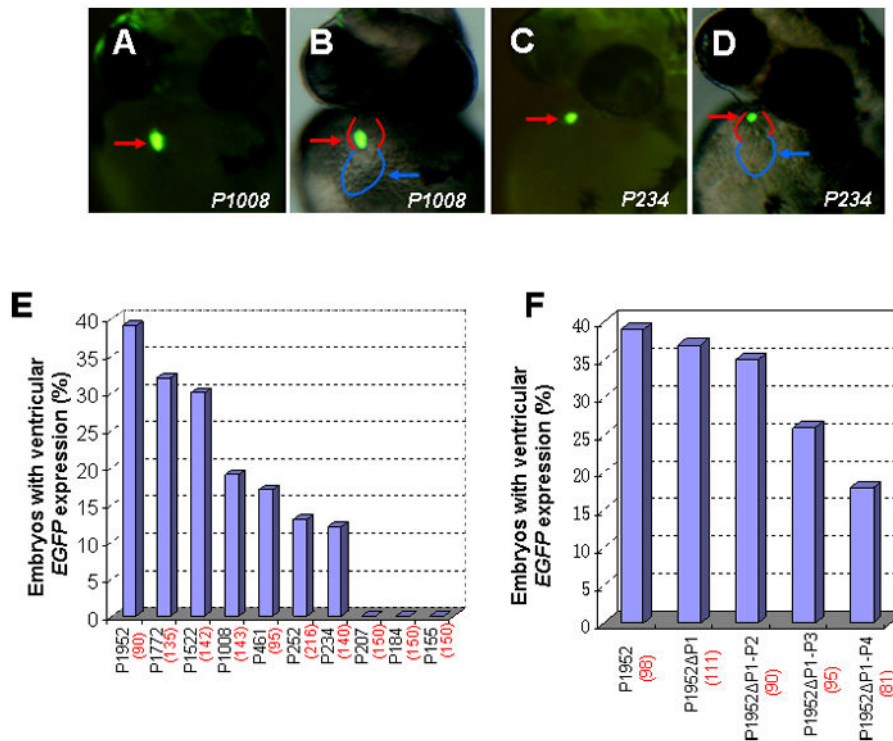 A
B
C
D
P1008
P1008
P234
P234
E
Embryos with ventricular
EGFP expression (%)
40
35
30
25
20
15
10
5
0
P1952
(90)
P1772
(135)
P1522
(142)
P1008
(143)
P461
(95)
P252
(216)
P234
(140)
P207
(150)
P184
(150)
P155
(150)
F
Embryos with ventricular
EGFP expression (%)
40
35
30
25
20
15
10
5
0
P1952
(98)
P1952ΔP1
(111)
P1952ΔP1-P2
(90)
P1952ΔP1-P3
(95)
P1952ΔP1-P4
(81)